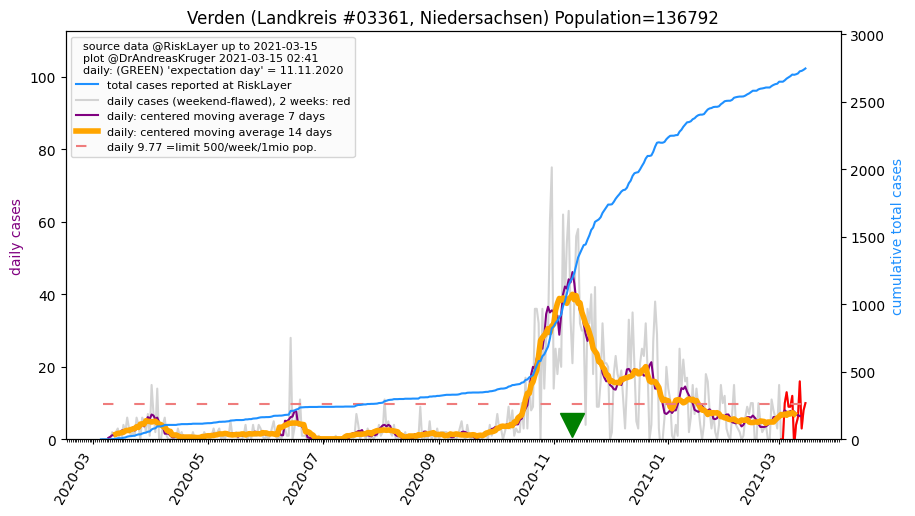 Verden (Landkreis #03361, Niedersachsen) Population=136792
source data @RiskLayer up to 2021-03-15
plot @DrAndreasKruger 2021-03-15 02:41
daily: (GREEN) 'expectation day' = 11.11.2020
total cases reported at RiskLayer
daily cases (weekend-flawed), 2 weeks: red
daily: centered moving average 7 days
daily: centered moving average 14 days
daily 9.77 =limit 500/week/1mio pop.
daily cases
100
80
60
40
20
0
cumulative total cases
3000
2500
2000
1500
1000
500
0
2020-03
2020-05
2020-07
2020-09
2020-11
2021-01
2021-03